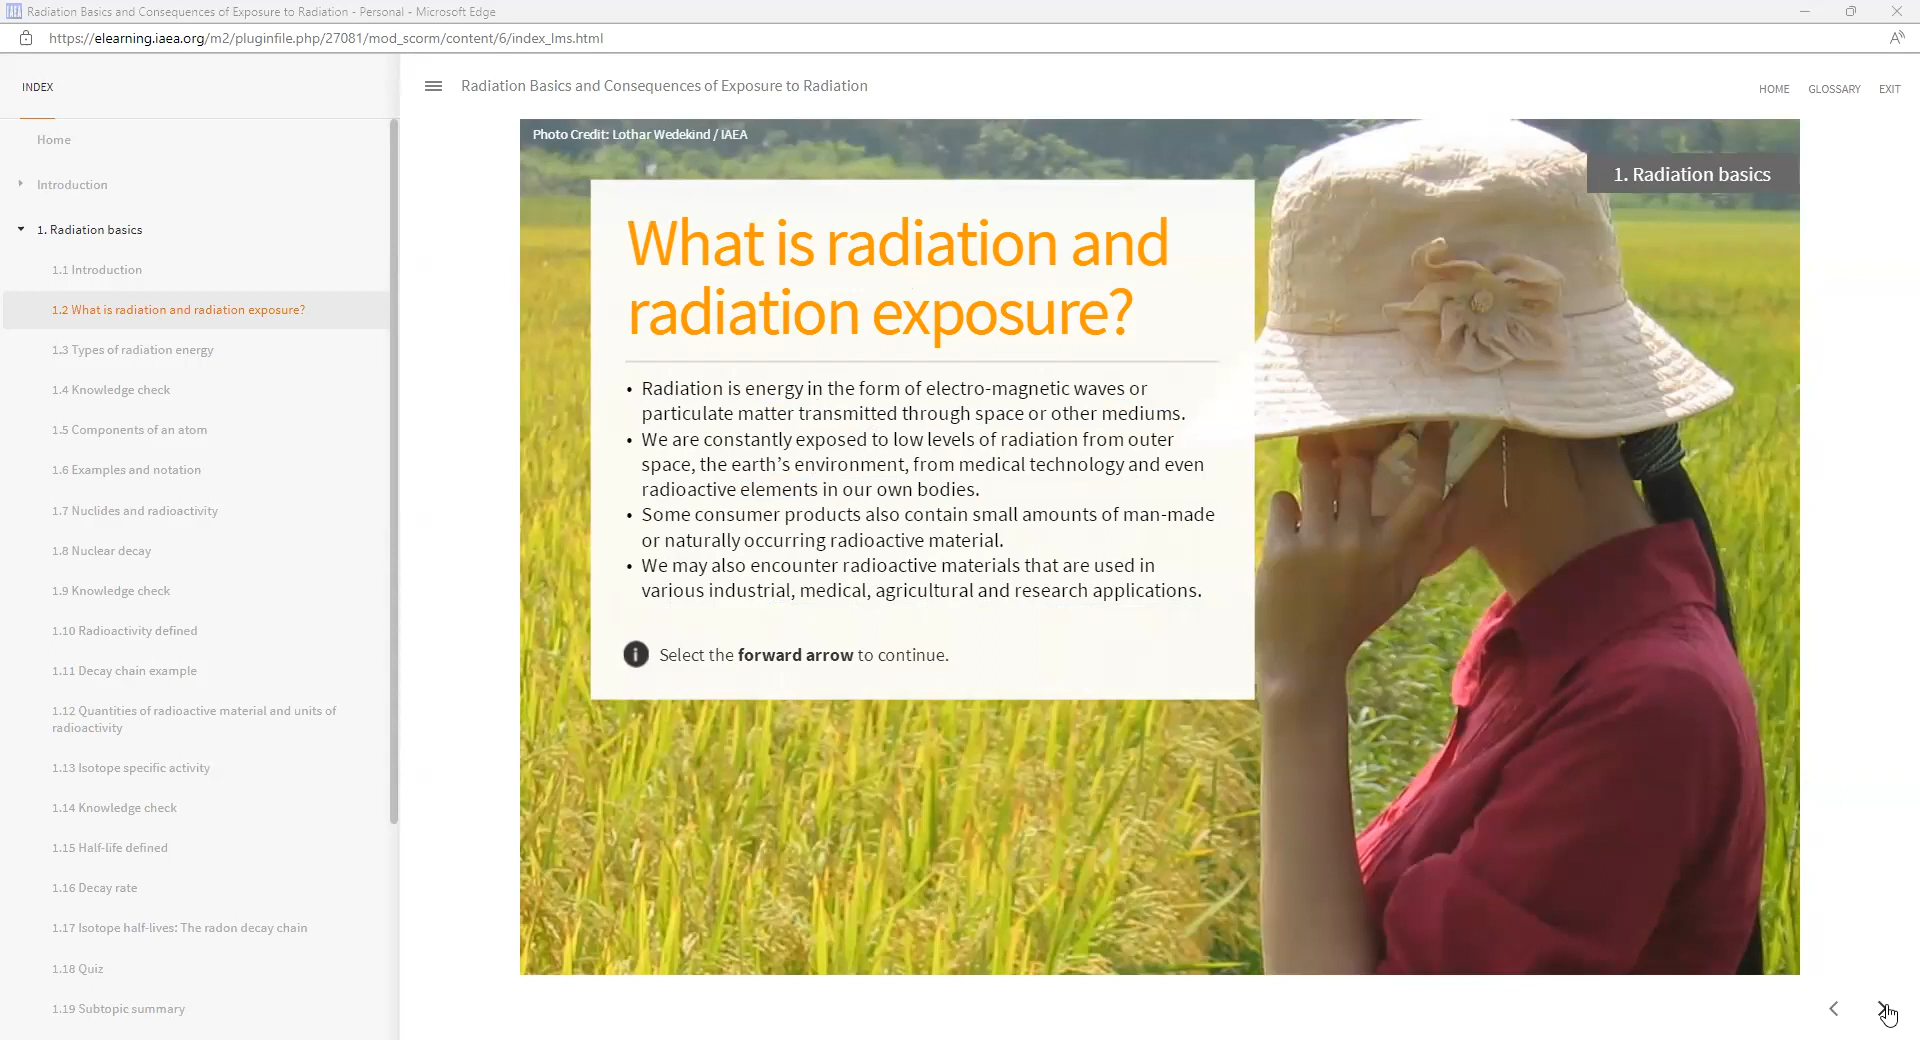 Radiation Basics and Consequences of Exposure to Radiation - Personal - Microsoft Edge
https://elearning.iaea.org/m2/pluginfile.php/27081/mod_scorm/content/6/index_lms.html
INDEX
Home
Introduction
1. Radiation basics
1.1 Introduction
1.2 What is radiation and radiation exposure?
1.3 Types of radiation energy
1.4 Knowledge check
1.5 Components of an atom
1.6 Examples and notation
1.7 Nuclides and radioactivity
1.8 Nuclear decay
1.9 Knowledge check
1.10 Radioactivity defined
1.11 Decay chain example
1.12 Quantities of radioactive material and units of
radioactivity
1.13 Isotope specific activity
1.14 Knowledge check
1.15 Half-life defined
1.16 Decay rate
1.17 Isotope half-lives: The radon decay chain
1.18 Quiz
1.19 Subtopic summary
Radiation Basics and Consequences of Exposure to Radiation
HOME GLOSSARY EXIT
Photo Credit: Lothar Wedekind / IAEA
1. Radiation basics
What is radiation and
radiation exposure?
• Radiation is energy in the form of electro-magnetic waves or
particulate matter transmitted through space or other mediums.
• We are constantly exposed to low levels of radiation from outer
space, the earth’s environment, from medical technology and even
radioactive elements in our own bodies.
• Some consumer products also contain small amounts of man-made
or naturally occurring radioactive material.
• We may also encounter radioactive materials that are used in
various industrial, medical, agricultural and research applications.
Select the forward arrow to continue.